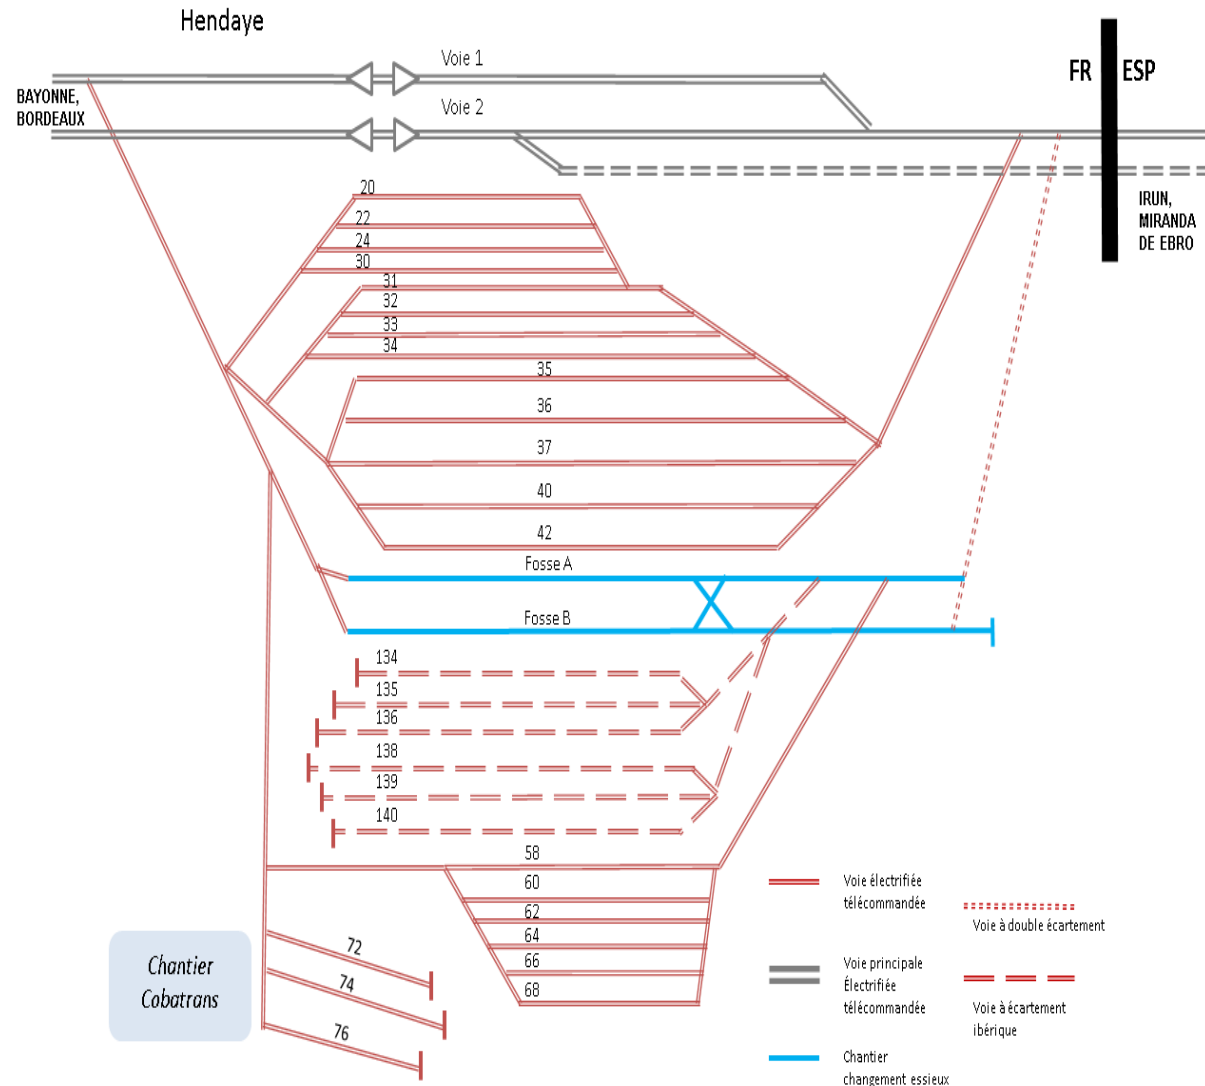 Hendaye
Voie 1
FR
ESP
BAYONNE,
BORDEAUX
Voie 2
20
IRUN,
MIRANDA
DE EBRO
22
24
30
31
32
33
34
35
36
37
40
42
Fosse A
Fosse B
134
135
136
138
139
140
58
60
62
64
66
68
72
74
76
Chantier
Cobatrans
Voie électrifiée
télécommandée
Voie à double écartement
Voie principale
Électrifiée
télécommandée
Voie à écartement
ibérique
Chantier
changement essieux